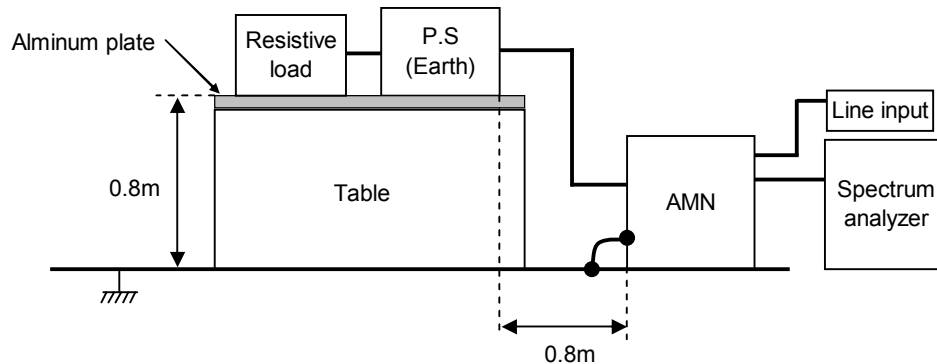 Alminum plate
Resistive
load
P.S
(Earth)
Line input
0.8m
Table
AMN
Spectrum
analyzer
0.8m